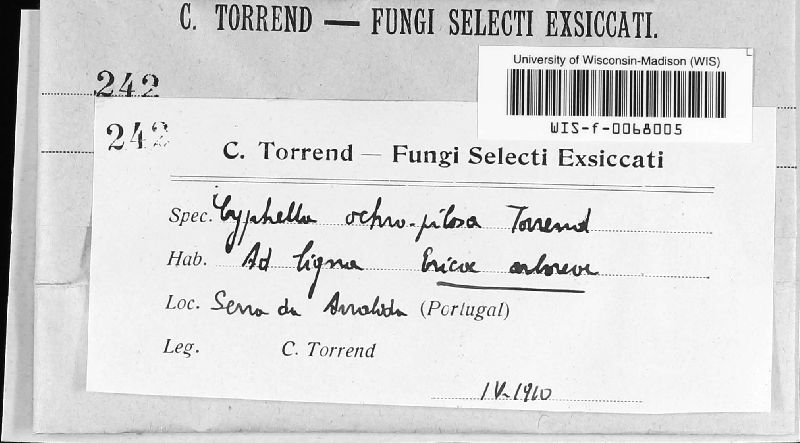 C. TORREND — FUNGI SELECTI EXSICCATI.
University of Wisconsin-Madison (WIS)
WIS-f-0068005
242
242
C. Torrend — Fungi Selecti Exsiccati
Spec. Cyphella ochro-pilosa Torrend
Hab. Ad ligna Ericae arboreae
Loc. Serra da Arrabida (Portugal)
Leg. C. Torrend
IV-1910